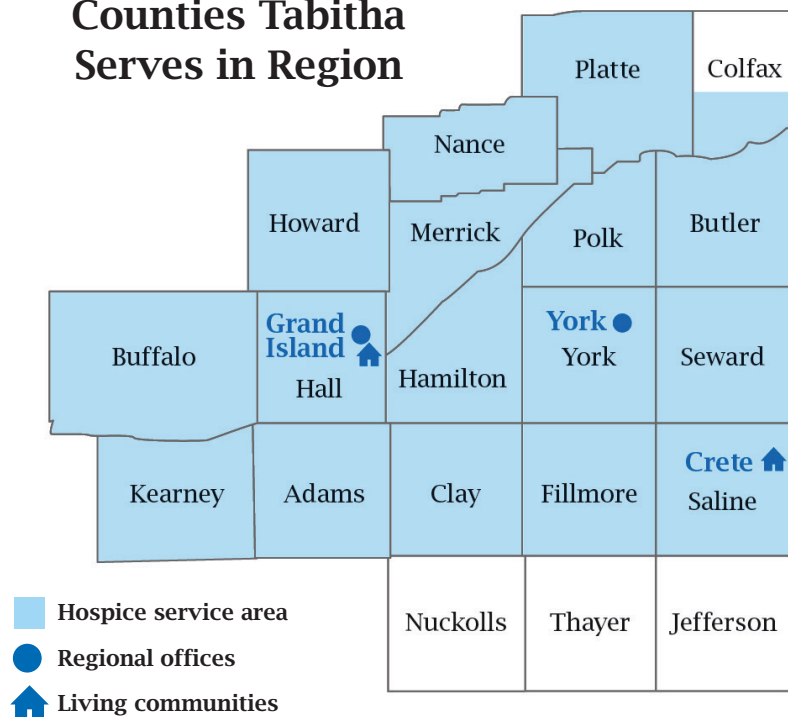 Counties Tabitha
Serves in Region
Platte
Colfax
Nance
Howard
Merrick
Polk
Butler
Grand
Island
Hall
Buffalo
Hamilton
York
York
Seward
Kearney
Adams
Clay
Fillmore
Crete
Saline
Nuckolls
Thayer
Jefferson
Hospice service area
Regional offices
Living communities